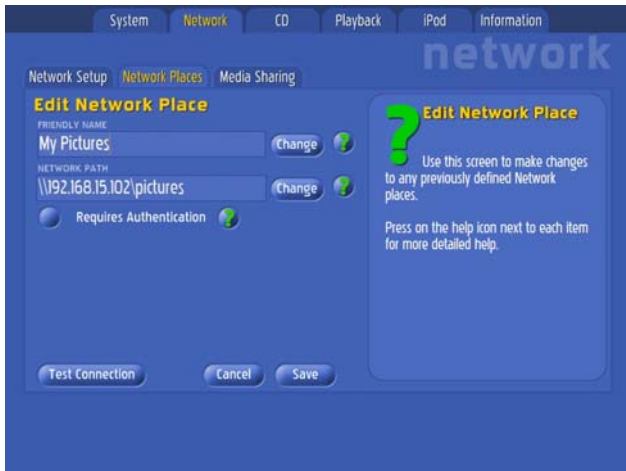 System Network CD Playback iPod Information
network
Network Setup Network Places Media Sharing
Edit Network Place
FRIENDLY NAME
My Pictures Change ?
NETWORK PATH
\\192.168.15.102\pictures Change ?
Requires Authentication ?
Test Connection Cancel Save
? Edit Network Place
Use this screen to make changes
to any previously defined Network
places.
Press on the help icon next to each item
for more detailed help.